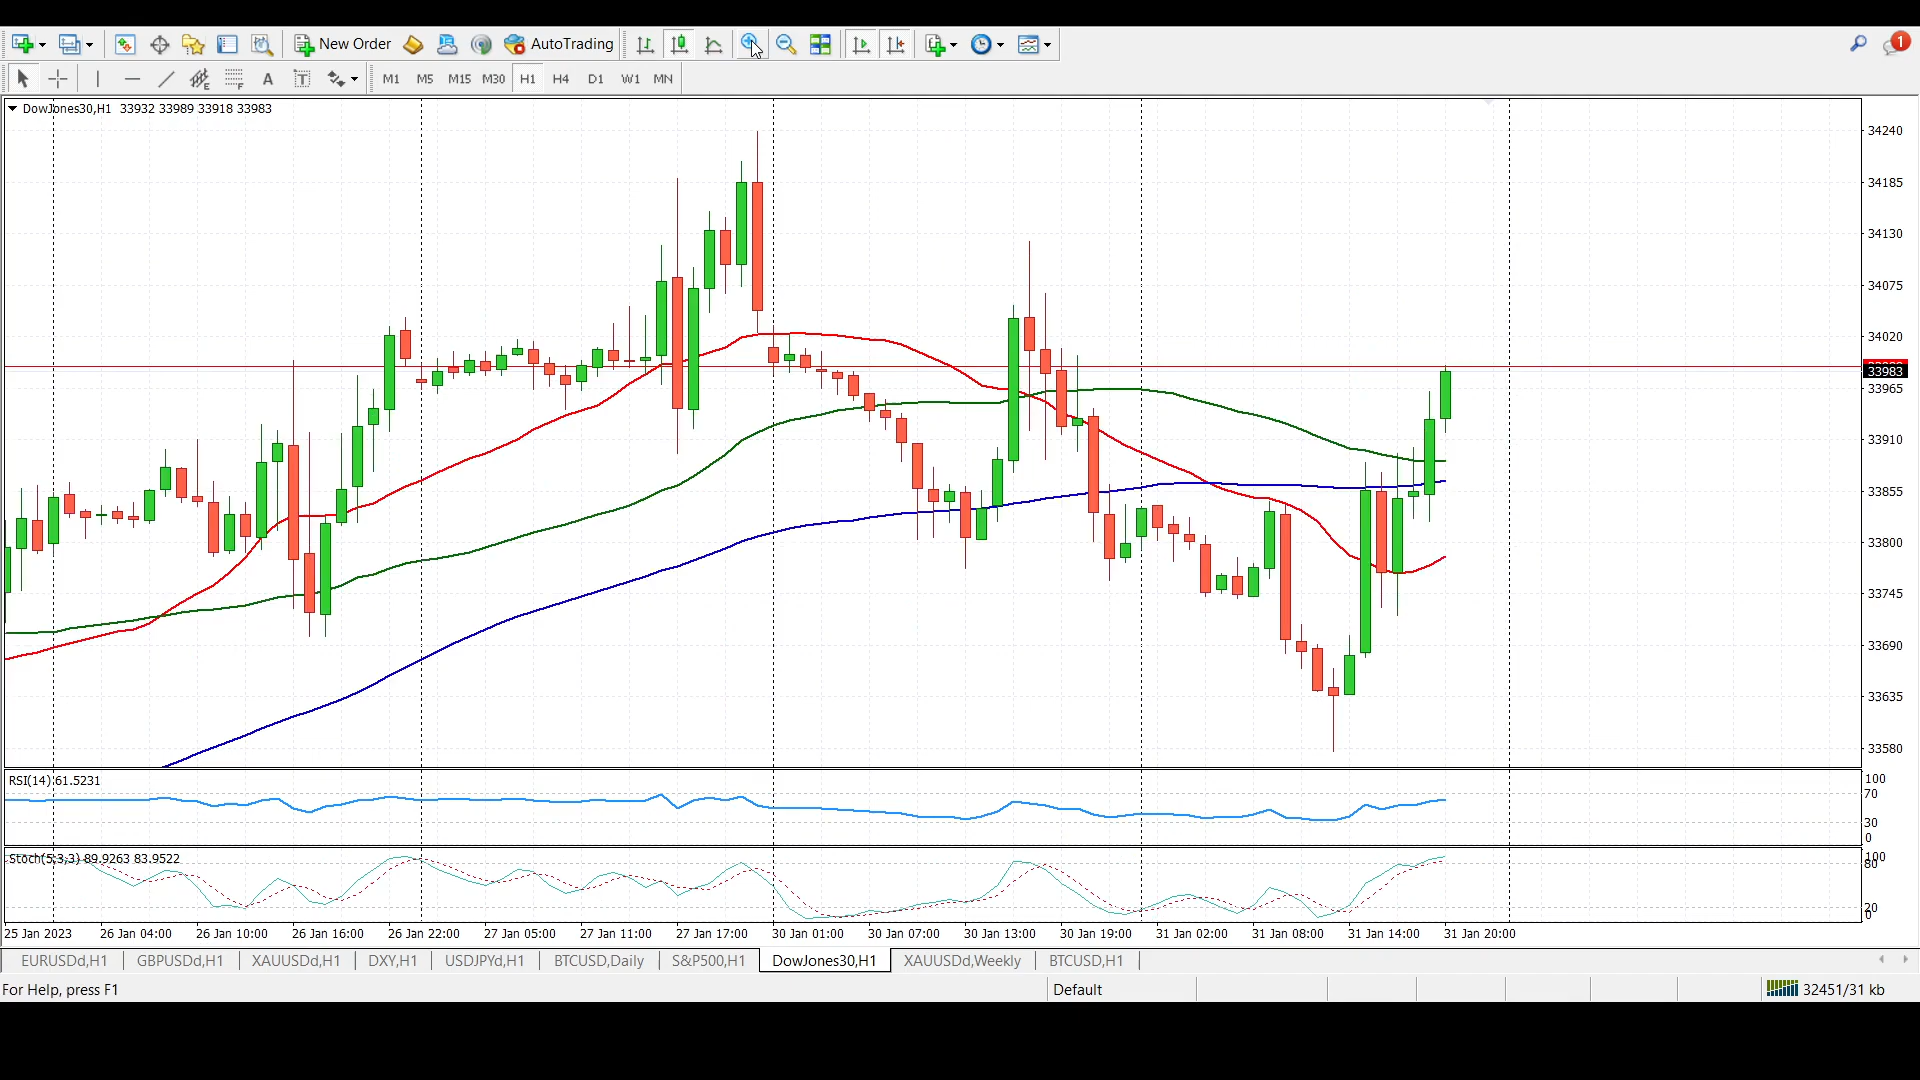 New Order AutoTrading 1
A T M1 M5 M15 M30 H1 H4 D1 W1 MN
DowJones30,H1 33932 33989 33918 33983
34240
34185
34130
34075
34020
33983
33965
33910
33855
33800
33745
33690
33635
33580
RSI(14) 61.5231
100
70
30
0
Stoch(5,3,3) 89.9263 83.9522
100
80
20
0
25 Jan 2023 26 Jan 04:00 26 Jan 10:00 26 Jan 16:00 26 Jan 22:00 27 Jan 05:00 27 Jan 11:00 27 Jan 17:00 30 Jan 01:00 30 Jan 07:00 30 Jan 13:00 30 Jan 19:00 31 Jan 02:00 31 Jan 08:00 31 Jan 14:00 31 Jan 20:00
EURUSDd,H1 GBPUSDd,H1 XAUUSDd,H1 DXY,H1 USDJPYd,H1 BTCUSD,Daily S&P500,H1 DowJones30,H1 XAUUSDd,Weekly BTCUSD,H1
For Help, press F1 Default 32451/31 kb